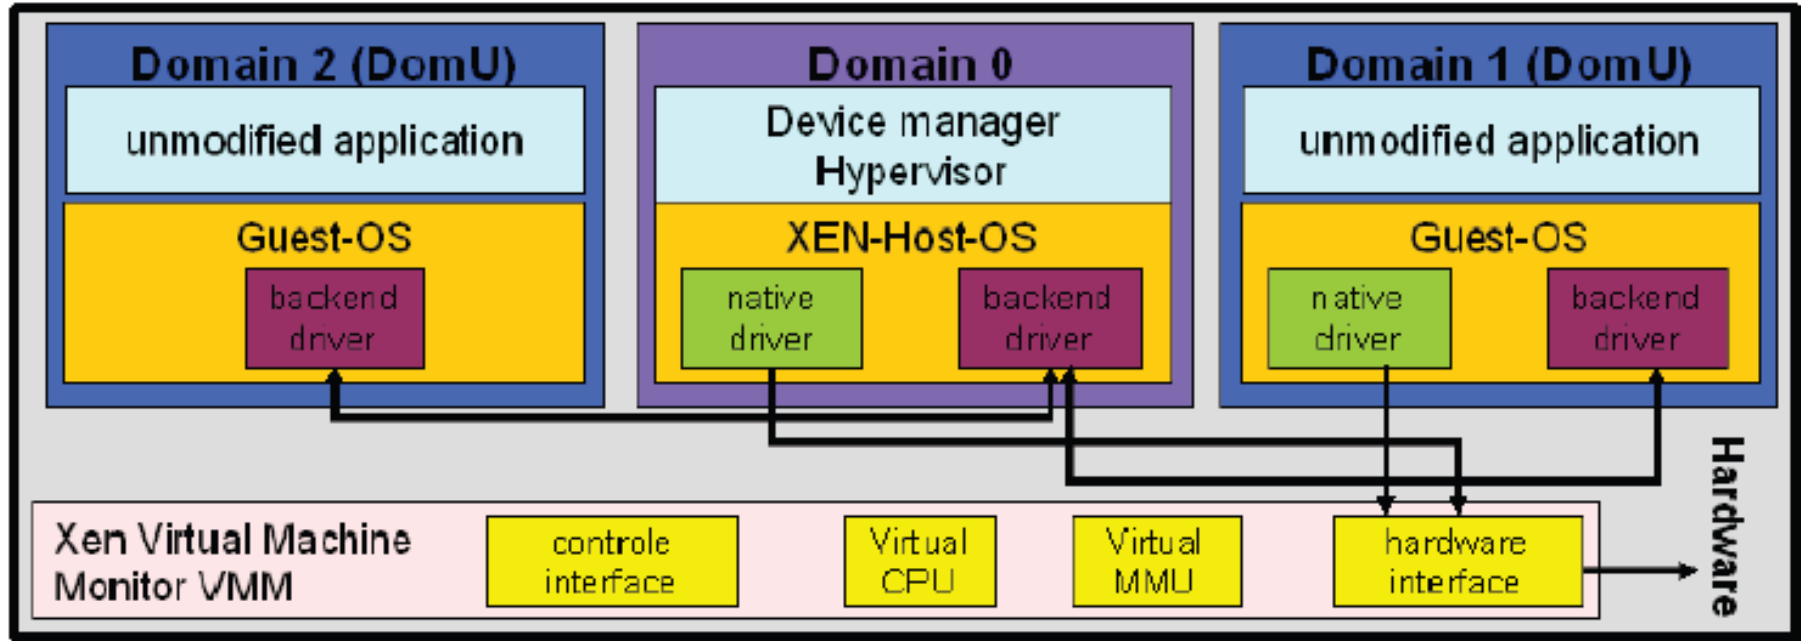 Domain 2 (DomU)
unmodified application
Guest-OS
backend
driver
Domain 0
Device manager
Hypervisor
XEN-Host-OS
native
driver
backend
driver
Domain 1 (DomU)
unmodified application
Guest-OS
native
driver
backend
driver
Xen Virtual Machine
Monitor VMM
controle
interface
Virtual
CPU
Virtual
MMU
hardware
interface
Hardware